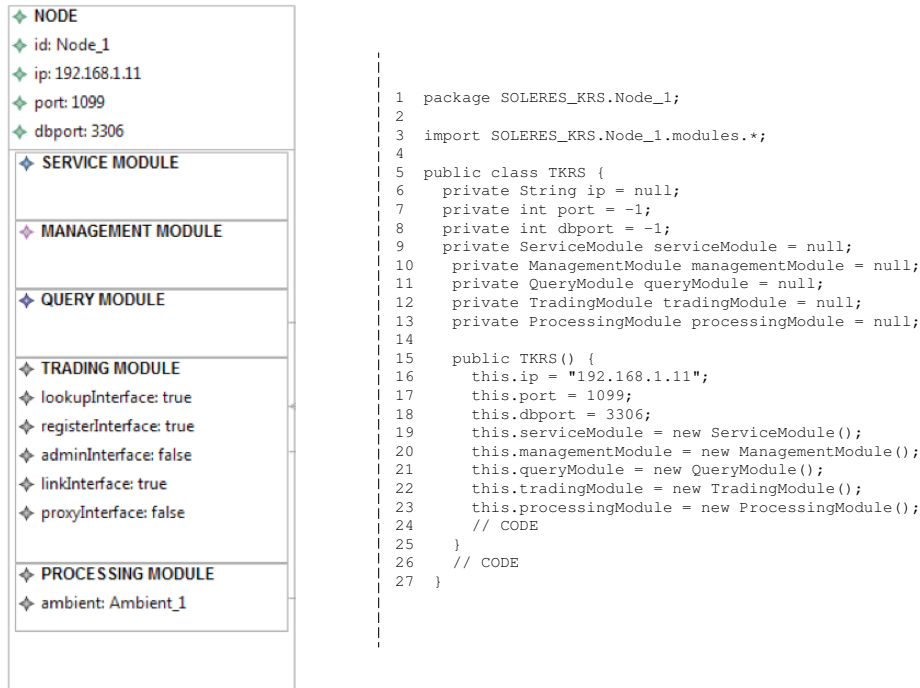 NODE
id: Node_1
ip: 192.168.1.11
port: 1099
dbport: 3306
SERVICE MODULE
MANAGEMENT MODULE
QUERY MODULE
TRADING MODULE
lookupInterface: true
registerInterface: true
adminInterface: false
linkInterface: true
proxyInterface: false
PROCESSING MODULE
ambient: Ambient_1
1 package SOLERES_KRS.Node_1;
2
3 import SOLERES_KRS.Node_1.modules.*;
4
5 public class TKRS {
6 private String ip = null;
7 private int port = -1;
8 private int dbport = -1;
9 private ServiceModule serviceModule = null;
10 private ManagementModule managementModule = null;
11 private QueryModule queryModule = null;
12 private TradingModule tradingModule = null;
13 private ProcessingModule processingModule = null;
14
15 public TKRS() {
16 this.ip = "192.168.1.11";
17 this.port = 1099;
18 this.dbport = 3306;
19 this.serviceModule = new ServiceModule();
20 this.managementModule = new ManagementModule();
21 this.queryModule = new QueryModule();
22 this.tradingModule = new TradingModule();
23 this.processingModule = new ProcessingModule();
24 // CODE
25 }
26 // CODE
27 }